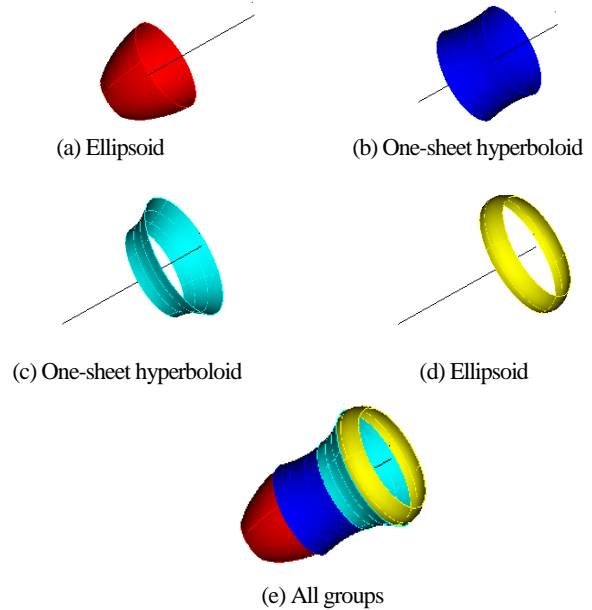 (a) Ellipsoid
(b) One-sheet hyperboloid
(c) One-sheet hyperboloid
(d) Ellipsoid
(e) All groups